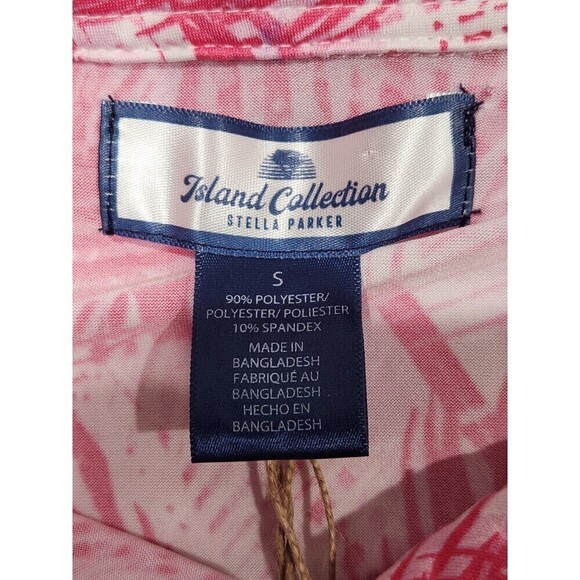 Island Collection
STELLA PARKER
S
90% POLYESTER/
POLYESTER/ POLIESTER
10% SPANDEX
MADE IN
BANGLADESH
FABRIQUÉ AU
BANGLADESH
HECHO EN
BANGLADESH